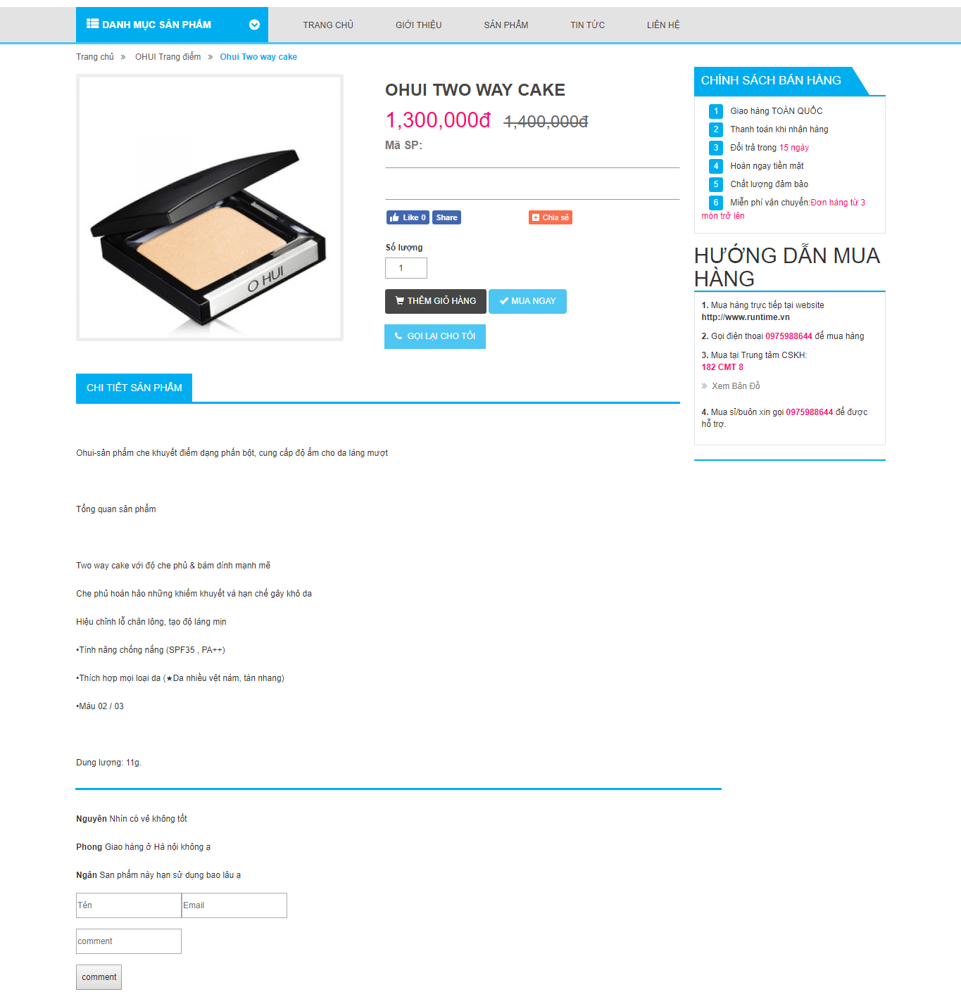 DANH MỤC SẢN PHẨM
TRANG CHỦ
GIỚI THIỆU
SẢN PHẨM
TIN TỨC
LIÊN HỆ
Trang chủ » OHUI Trang điểm » Ohui Two way cake
O HUI
OHUI TWO WAY CAKE
1,300,000đ 1,400,000đ
Mã SP:
Like 0 Share
Chia sẻ
Số lượng
1
THÊM GIỎ HÀNG
MUA NGAY
GỌI LẠI CHO TÔI
CHÍNH SÁCH BÁN HÀNG
1 Giao hàng TOÀN QUỐC
2 Thanh toán khi nhận hàng
3 Đổi trả trong 15 ngày
4 Hoàn ngay tiền mặt
5 Chất lượng đảm bảo
6 Miễn phí vận chuyển:Đơn hàng từ 3
món trở lên
HƯỚNG DẪN MUA
HÀNG
1. Mua hàng trực tiếp tại website
http://www.runtime.vn
2. Gọi điện thoại 0975988644 để mua hàng
3. Mua tại Trung tâm CSKH:
182 CMT 8
» Xem Bản Đồ
4. Mua sỉ/buôn xin gọi 0975988644 để được
hỗ trợ.
CHI TIẾT SẢN PHẨM
Ohui-sản phẩm che khuyết điểm dạng phấn bột, cung cấp độ ẩm cho da láng mượt
Tổng quan sản phẩm
Two way cake với độ che phủ & bám dính mạnh mẽ
Che phủ hoàn hảo những khiếm khuyết và hạn chế gây khô da
Hiệu chỉnh lỗ chân lông, tạo độ láng mịn
•Tính năng chống nắng (SPF35 , PA++)
•Thích hợp mọi loại da (★Da nhiều vệt nám, tàn nhang)
•Màu 02 / 03
Dung lượng: 11g.
Nguyên Nhìn có vẻ không tốt
Phong Giao hàng ở Hà nội không ạ
Ngân San phẩm này hạn sử dụng bao lâu ạ
Tên
Email
comment
comment